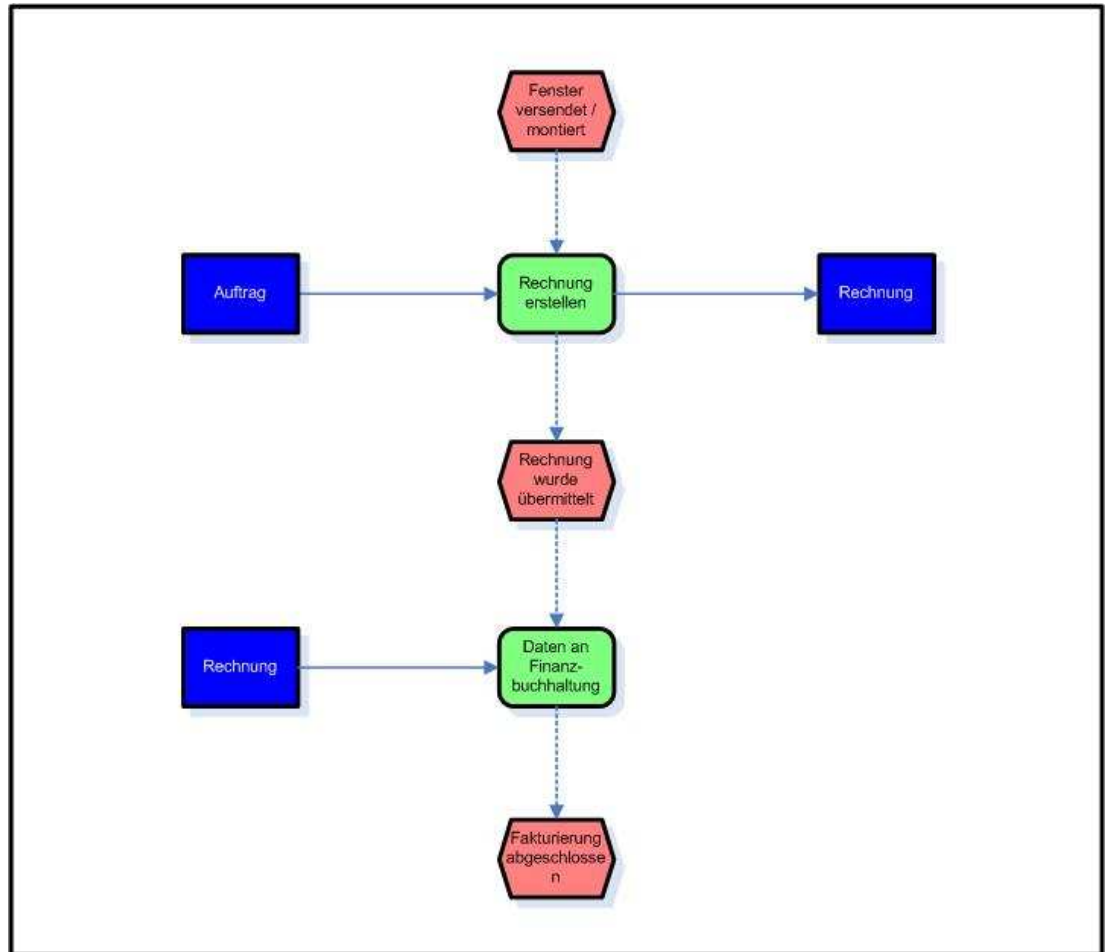 Fenster
versendet /
montiert
Auftrag
Rechnung
erstellen
Rechnung
Rechnung
wurde
übermittelt
Rechnung
Daten an
Finanz-
buchhaltung
Fakturierung
abgeschlosse
n